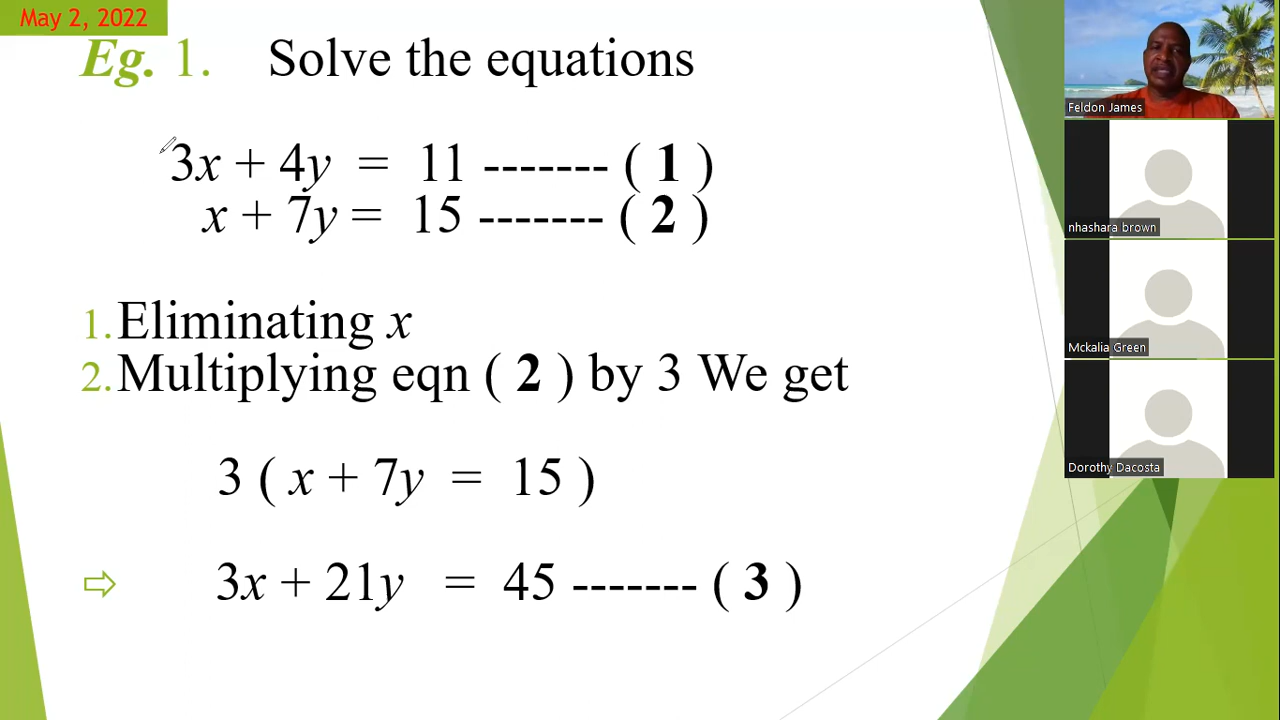 May 2, 2022
Eg. 1. Solve the equations
3x + 4y = 11 ------- ( 1 )
x + 7y = 15 ------- ( 2 )
1. Eliminating x
2. Multiplying eqn ( 2 ) by 3 We get
3 ( x + 7y = 15 )
⇨ 3x + 21y = 45 ------- ( 3 )
Feldon James
nhashara brown
Mckalia Green
Dorothy Dacosta